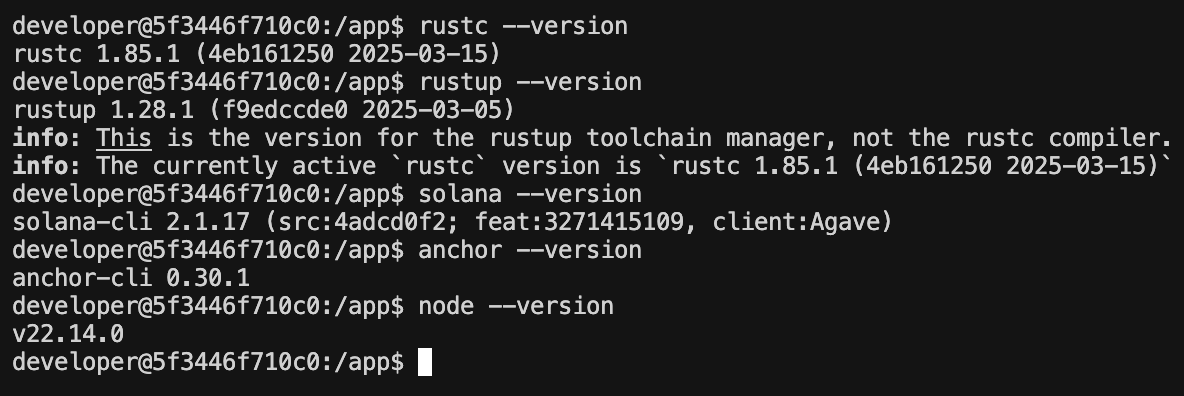 developer@5f3446f710c0:/app$ rustc --version
rustc 1.85.1 (4eb161250 2025-03-15)
developer@5f3446f710c0:/app$ rustup --version
rustup 1.28.1 (f9edccde0 2025-03-05)
info: This is the version for the rustup toolchain manager, not the rustc compiler.
info: The currently active `rustc` version is `rustc 1.85.1 (4eb161250 2025-03-15)`
developer@5f3446f710c0:/app$ solana --version
solana-cli 2.1.17 (src:4adcd0f2; feat:3271415109, client:Agave)
developer@5f3446f710c0:/app$ anchor --version
anchor-cli 0.30.1
developer@5f3446f710c0:/app$ node --version
v22.14.0
developer@5f3446f710c0:/app$